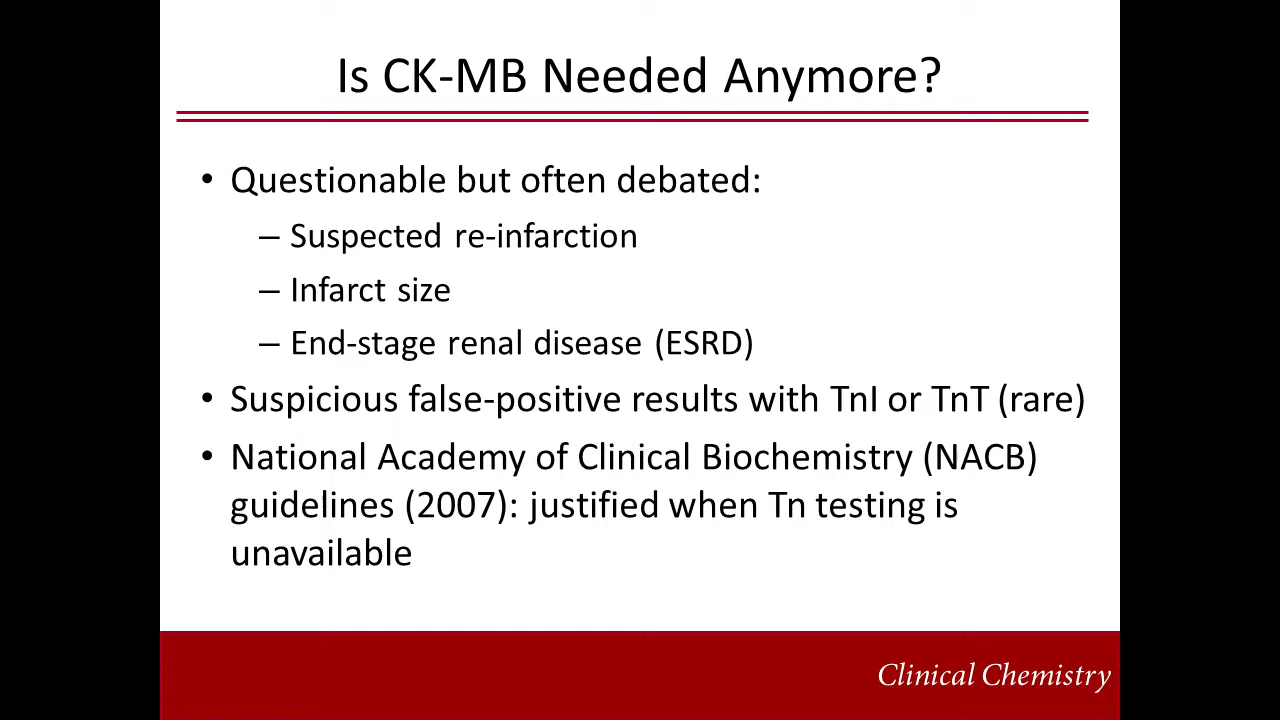 Is CK-MB Needed Anymore?
• Questionable but often debated:
– Suspected re-infarction
– Infarct size
– End-stage renal disease (ESRD)
• Suspicious false-positive results with TnI or TnT (rare)
• National Academy of Clinical Biochemistry (NACB)
guidelines (2007): justified when Tn testing is
unavailable
Clinical Chemistry